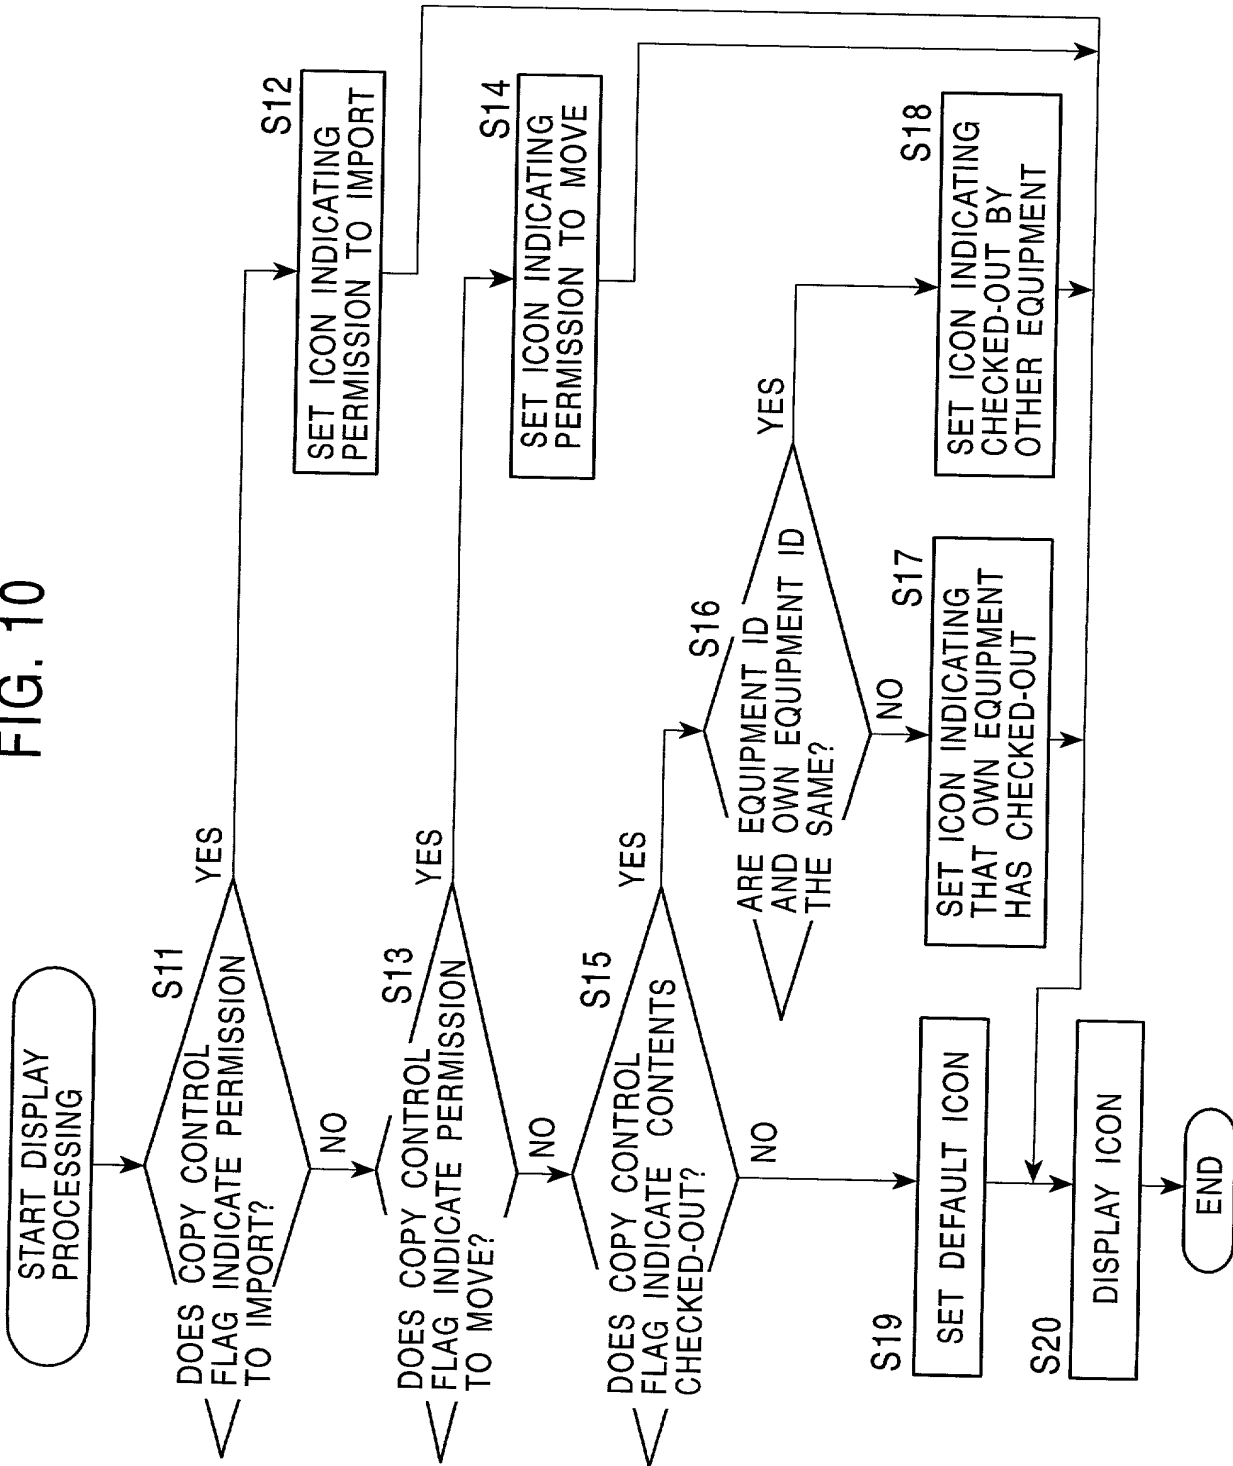 FIG. 10
START DISPLAY
PROCESSING
S11
DOES COPY CONTROL
FLAG INDICATE PERMISSION
TO IMPORT?
YES
NO
S12
SET ICON INDICATING
PERMISSION TO IMPORT
S13
DOES COPY CONTROL
FLAG INDICATE PERMISSION
TO MOVE?
YES
NO
S14
SET ICON INDICATING
PERMISSION TO MOVE
S15
DOES COPY CONTROL
FLAG INDICATE CONTENTS
CHECKED-OUT?
YES
NO
S16
ARE EQUIPMENT ID
AND OWN EQUIPMENT ID
THE SAME?
YES
NO
S17
SET ICON INDICATING
THAT OWN EQUIPMENT
HAS CHECKED-OUT
S18
SET ICON INDICATING
CHECKED-OUT BY
OTHER EQUIPMENT
S19
SET DEFAULT ICON
S20
DISPLAY ICON
END